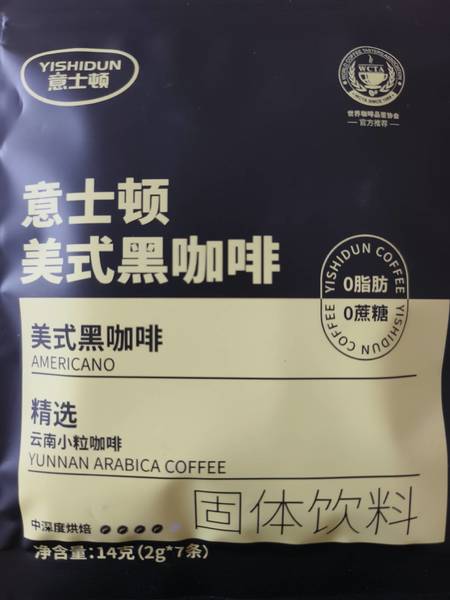 YISHIDUN
意士顿
WCTA
世界咖啡品鉴协会
官方推荐
意士顿
美式黑咖啡
YISHIDUN COFFEE
0脂肪
0蔗糖
YISHIDUN COFFEE
美式黑咖啡
AMERICANO
精选
云南小粒咖啡
YUNNAN ARABICA COFFEE
中深度烘焙
固体饮料
净含量:14克(2g*7条)